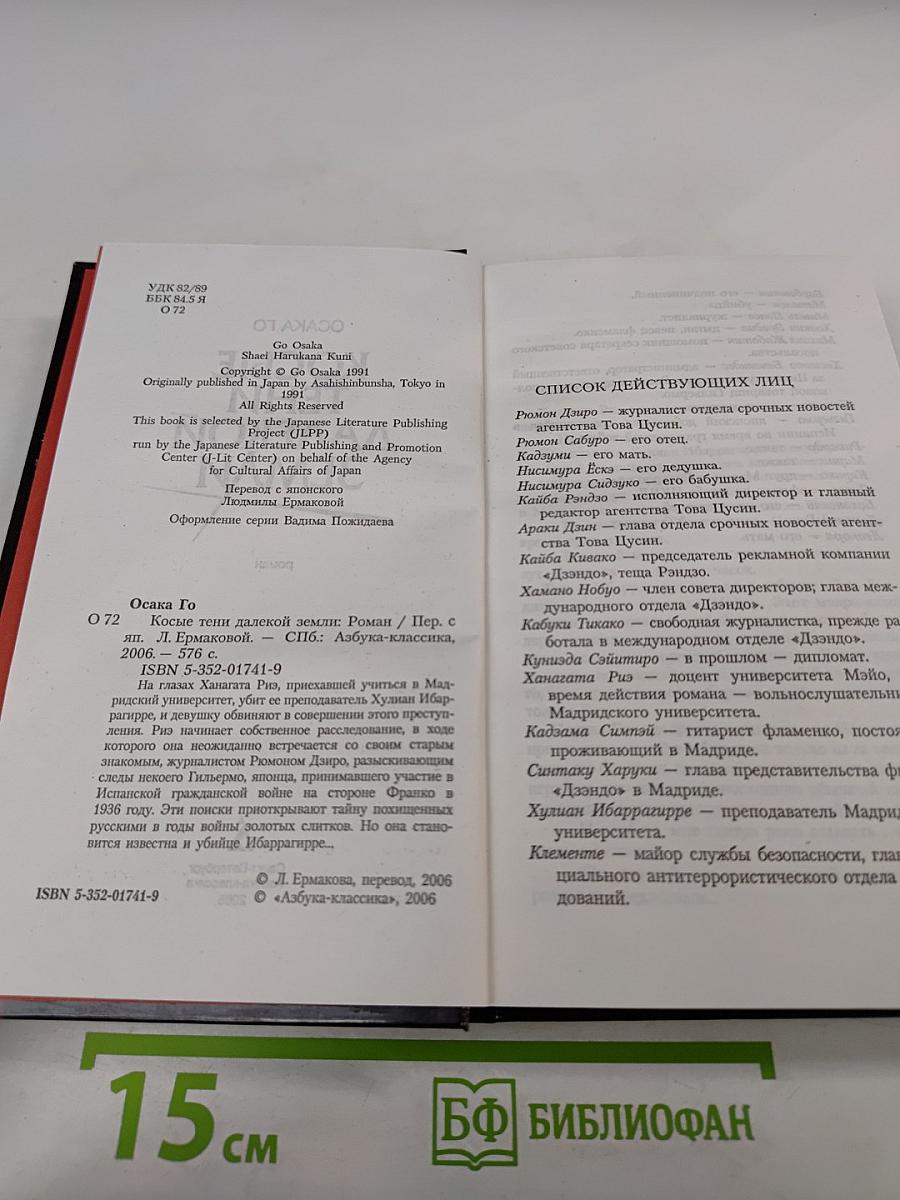 УДК 82/89
ББК 84.5 Я
О 72
Go Osaka
Shaei Harukana Kuni
Copyright © Go Osaka 1991
Originally published in Japan by Asahishinbunsha, Tokyo in
1991
All Rights Reserved
This book is selected by the Japanese Literature Publishing
Project (JLPP)
run by the Japanese Literature Publishing and Promotion
Center (J-Lit Center) on behalf of the Agency
for Cultural Affairs of Japan
Перевод с японского
Людмилы Ермаковой
Оформление серии Вадима Пожидаева
Осака Го
О 72 Косые тени далекой земли: Роман / Пер. с
яп. Л. Ермаковой. — СПб.: Азбука-классика,
2006. — 576 с.
ISBN 5-352-01741-9
На глазах Ханагата Риэ, приехавшей учиться в Мад-
ридский университет, убит ее преподаватель Хулиан Ибар-
рагирре, и девушку обвиняют в совершении этого преступ-
ления. Риэ начинает собственное расследование, в ходе
которого она неожиданно встречается со своим старым
знакомым, журналистом Рюмоном Дзиро, разыскивающим
следы некоего Гильермо, японца, принимавшего участие в
Испанской гражданской войне на стороне Франко в
1936 году. Эти поиски приоткрывают тайну похищенных
русскими в годы войны золотых слитков. Но она стано-
вится известна и убийце Ибаррагирре...
© Л. Ермакова, перевод, 2006
ISBN 5-352-01741-9 © «Азбука-классика», 2006
СПИСОК ДЕЙСТВУЮЩИХ ЛИЦ
Рюмон Дзиро — журналист отдела срочных новостей
агентства Това Цусин.
Рюмон Сабуро — его отец.
Кадзуми — его мать.
Нисимура Ёскэ — его дедушка.
Нисимура Сидзуко — его бабушка.
Кайба Рэндзо — исполняющий директор и главный
редактор агентства Това Цусин.
Араки Дзин — глава отдела срочных новостей агент-
ства Това Цусин.
Кайба Кивако — председатель рекламной компании
«Дзэндо», теща Рэндзо.
Хамано Нобуо — член совета директоров; глава меж-
дународного отдела «Дзэндо».
Кабуки Тикако — свободная журналистка, прежде ра
ботала в международном отделе «Дзэндо».
Куниэда Сэйитиро — в прошлом — дипломат.
Ханагата Риэ — доцент университета Мэйо,
время действия романа — вольнослушательни
Мадридского университета.
Кадзама Симпэй — гитарист фламенко, постоя
проживающий в Мадриде.
Синтаку Харуки — глава представительства ф
«Дзэндо» в Мадриде.
Хулиан Ибаррагирре — преподаватель Мадри
университета.
Клементе — майор службы безопасности, гла
циального антитеррористического отдела
дований.
15 см
БФ БИБЛИОФАН